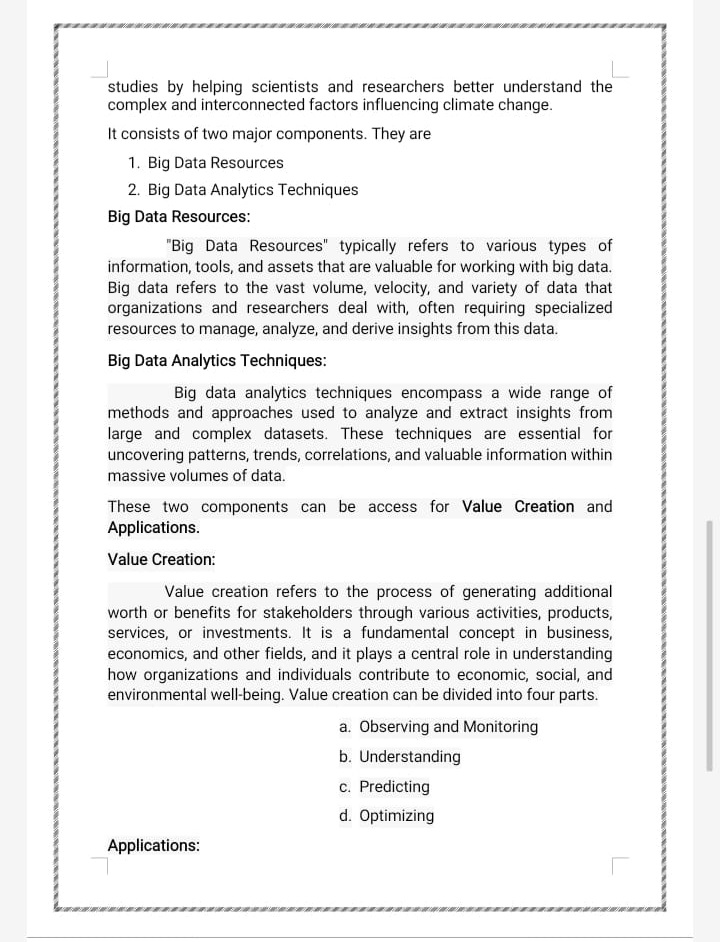 studies by helping scientists and researchers better understand the
complex and interconnected factors influencing climate change.
It consists of two major components. They are
1. Big Data Resources
2. Big Data Analytics Techniques
Big Data Resources:
"Big Data Resources" typically refers to various types of
information, tools, and assets that are valuable for working with big data.
Big data refers to the vast volume, velocity, and variety of data that
organizations and researchers deal with, often requiring specialized
resources to manage, analyze, and derive insights from this data.
Big Data Analytics Techniques:
Big data analytics techniques encompass a wide range of
methods and approaches used to analyze and extract insights from
large and complex datasets. These techniques are essential for
uncovering patterns, trends, correlations, and valuable information within
massive volumes of data.
These two components can be access for Value Creation and
Applications.
Value Creation:
Value creation refers to the process of generating additional
worth or benefits for stakeholders through various activities, products,
services, or investments. It is a fundamental concept in business,
economics, and other fields, and it plays a central role in understanding
how organizations and individuals contribute to economic, social, and
environmental well-being. Value creation can be divided into four parts.
a. Observing and Monitoring
b. Understanding
c. Predicting
d. Optimizing
Applications: